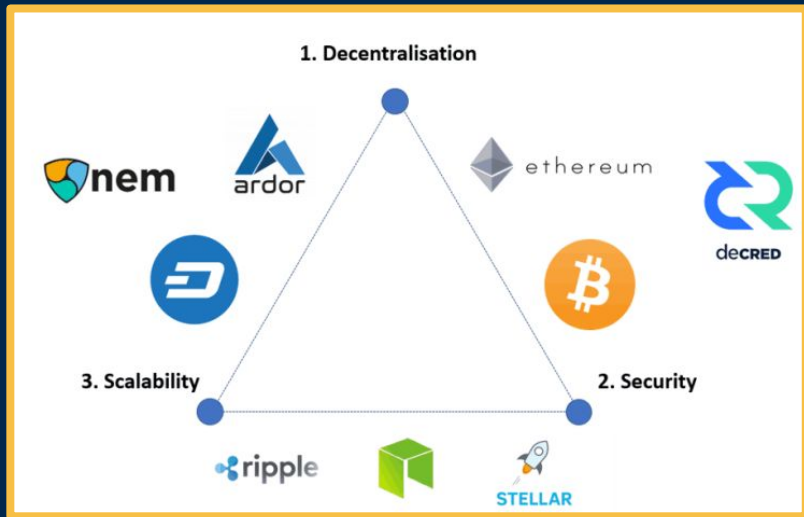 1. Decentralisation
nem
ardor
ethereum
deCRED
3. Scalability
2. Security
ripple
STELLAR